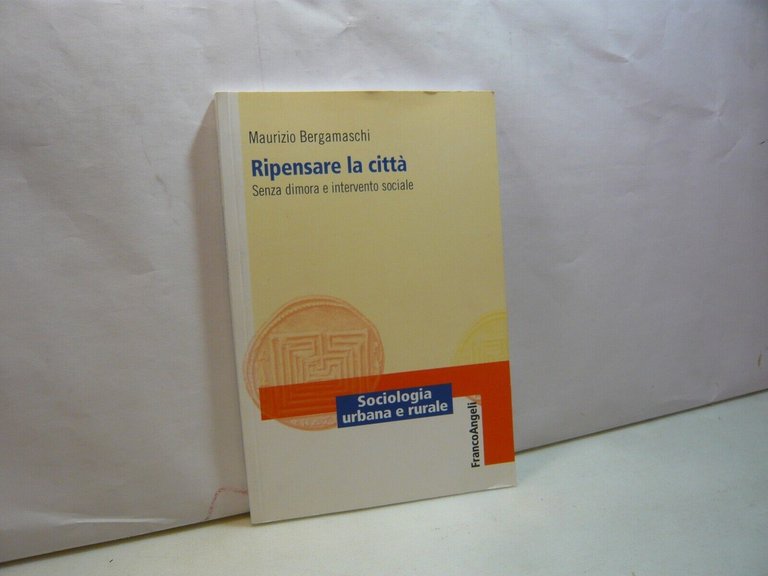 Maurizio Bergamaschi
Ripensare la città
Senza dimora e intervento sociale
Sociologia
urbana e rurale
FrancoAngeli